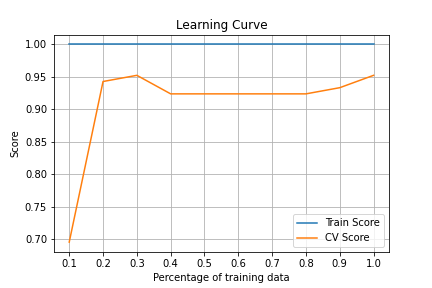 Learning Curve
1.00
0.95
0.90
0.85
0.80
0.75
0.70
Score
0.1 0.2 0.3 0.4 0.5 0.6 0.7 0.8 0.9 1.0
Percentage of training data
Train Score
CV Score